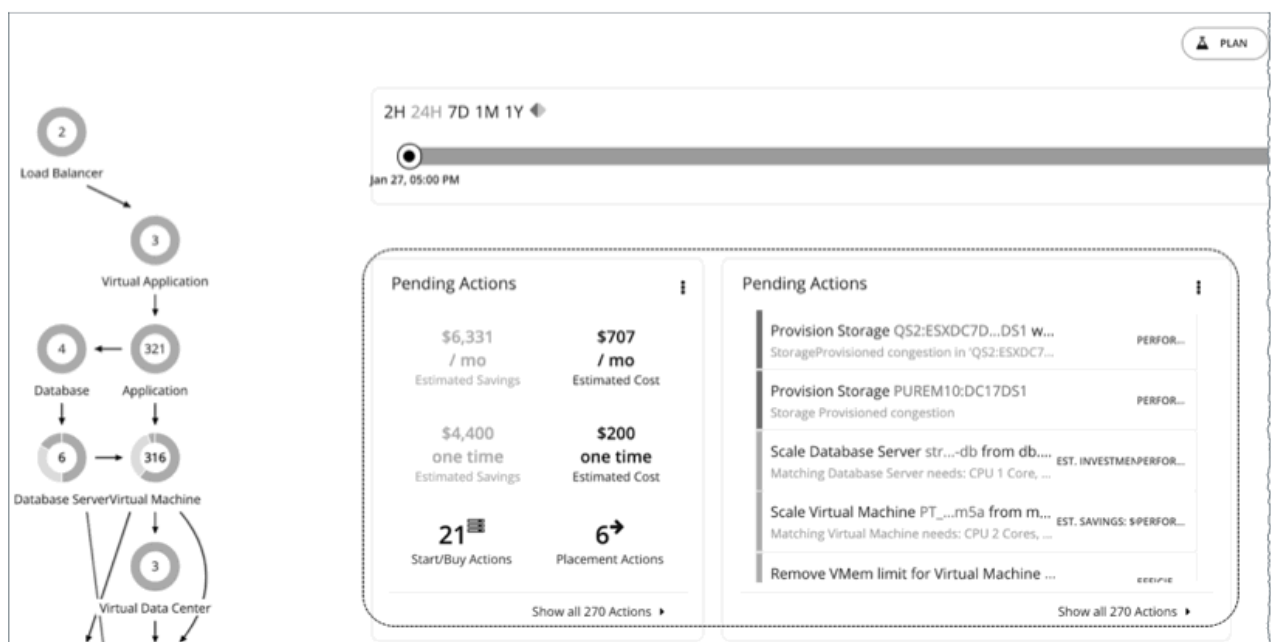 PLAN
2H 24H 7D 1M 1Y
Jan 27, 05:00 PM
2
Load Balancer
3
Virtual Application
4
321
Database
Application
6
316
Database Server
Virtual Machine
3
Virtual Data Center
Pending Actions
$6,331
/ mo
Estimated Savings
$707
/ mo
Estimated Cost
$4,400
one time
Estimated Savings
$200
one time
Estimated Cost
21
Start/Buy Actions
6
Placement Actions
Show all 270 Actions
Pending Actions
Provision Storage QS2:ESXDC7D...DS1 w...
StorageProvisioned congestion in 'QS2:ESXDC7...
PERFOR...
Provision Storage PUREM10:DC17DS1
Storage Provisioned congestion
PERFOR...
Scale Database Server str...-db from db....
Matching Database Server needs: CPU 1 Core, ...
EST. INVESTMEN PERFOR...
Scale Virtual Machine PT_...m5a from m...
Matching Virtual Machine needs: CPU 2 Cores, ...
EST. SAVINGS: $ PERFOR...
Remove VMem limit for Virtual Machine ...
Show all 270 Actions